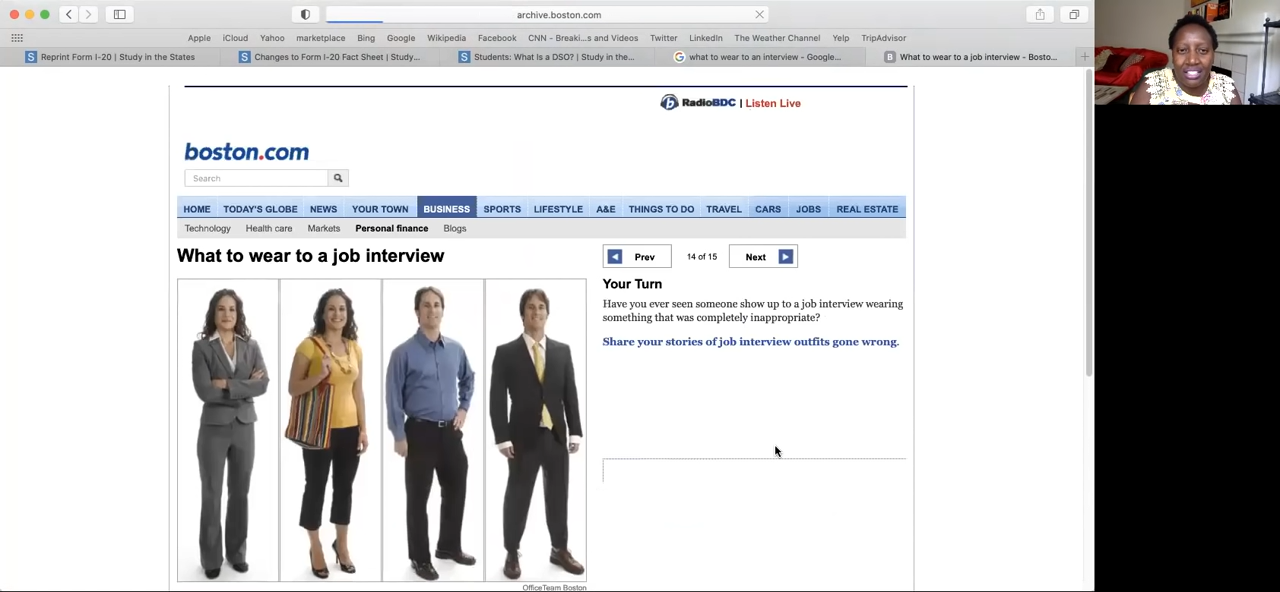 archive.boston.com
Apple iCloud Yahoo marketplace Bing Google Wikipedia Facebook CNN - Breaki...s and Videos Twitter LinkedIn The Weather Channel Yelp TripAdvisor
S Reprint Form I-20 | Study in the States S Changes to Form I-20 Fact Sheet | Study... S Students: What Is a DSO? | Study in the... G what to wear to an interview - Google... B What to wear to a job interview - Bosto...
b RadioBDC | Listen Live
boston.com
Search
HOME TODAY'S GLOBE NEWS YOUR TOWN BUSINESS SPORTS LIFESTYLE A&E THINGS TO DO TRAVEL CARS JOBS REAL ESTATE
Technology Health care Markets Personal finance Blogs
What to wear to a job interview
Prev 14 of 15 Next
Your Turn
Have you ever seen someone show up to a job interview wearing
something that was completely inappropriate?
Share your stories of job interview outfits gone wrong.
OfficeTeam Boston